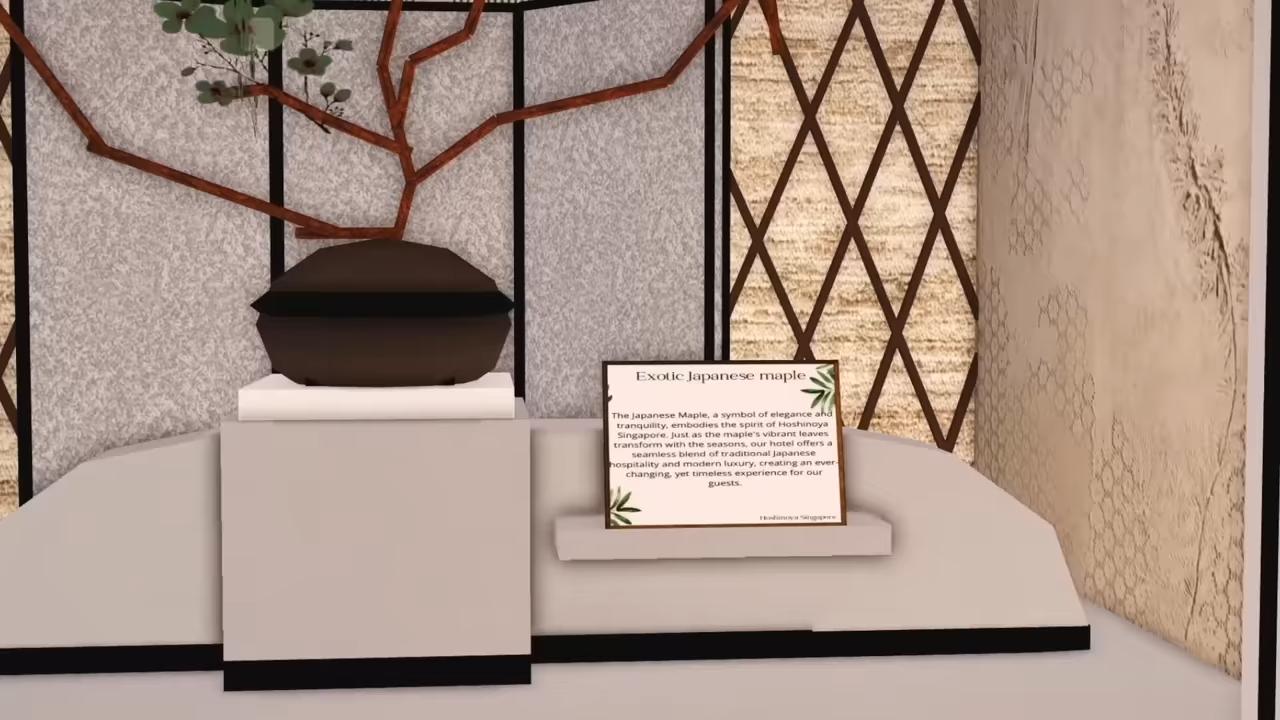 Exotic Japanese maple
The Japanese Maple, a symbol of elegance and
tranquility, embodies the spirit of Hoshinoya
Singapore. Just as the maple's vibrant leaves
transform with the seasons, our hotel offers a
seamless blend of traditional Japanese
hospitality and modern luxury, creating an ever-
changing, yet timeless experience for our
guests.
Hoshinoya Singapore